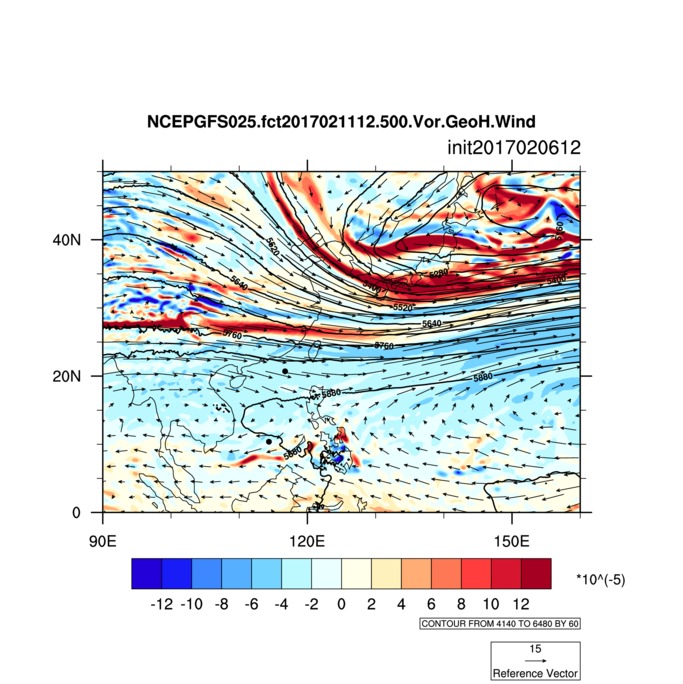 NCEPGFS025.fct2017021112.500.Vor.GeoH.Wind
init2017020612
40N
20N
0
90E 120E 150E
5520
5640
5760
5280
5400
5400
5520
5640
5760
5760
5880
5880
5880
-12 -10 -8 -6 -4 -2 0 2 4 6 8 10 12
*10^(-5)
CONTOUR FROM 4140 TO 6480 BY 60
15
Reference Vector